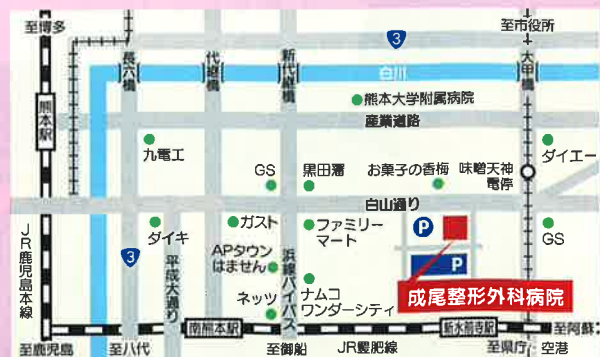 至博多
至市役所
3
長六橋
代継橋
新代継橋
大甲橋
白川
熊本駅
熊本大学附属病院
産業道路
九電工
ダイエー
GS
黒田藩
お菓子の香梅
味噌天神
電停
白山通り
ダイキ
ガスト
ファミリー
マート
P
GS
JR鹿児島本線
3
平成大通り
APタウン
はません
浜線バイパス
P
ナムコ
ワンダーシティ
成尾整形外科病院
ネッツ
南熊本駅
新水前寺駅
至鹿児島
至八代
至御船
JR豊肥線
至県庁
空港
至阿蘇